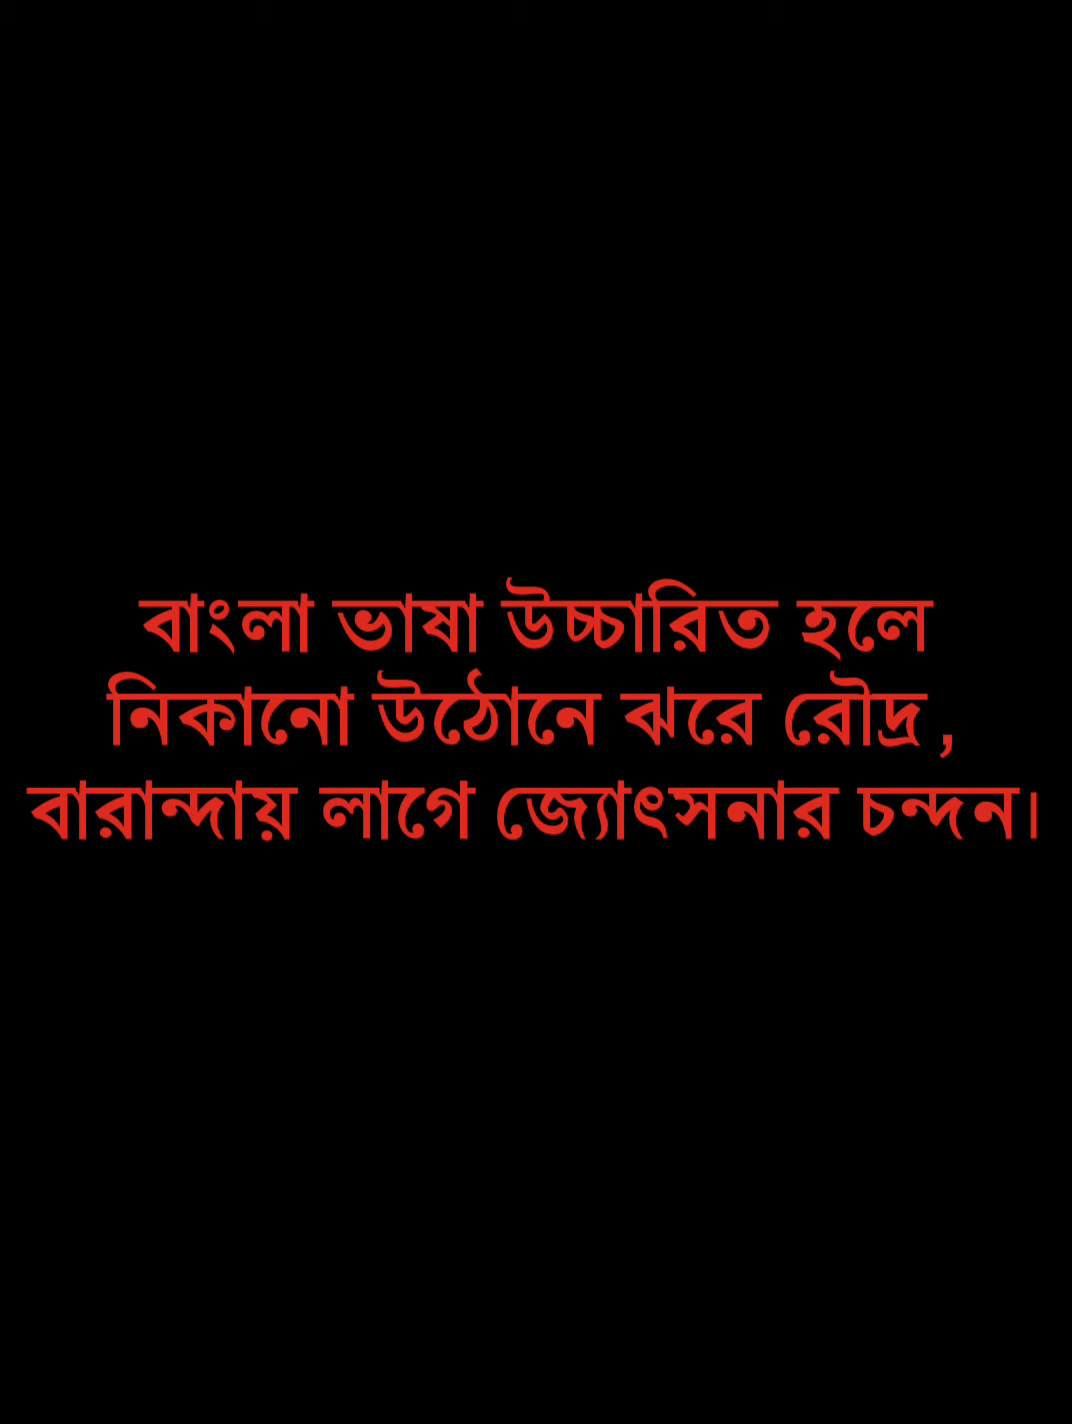 বাংলা ভাষা উচ্চারিত হলে
নিকানো উঠোনে ঝরে রৌদ্র,
বারান্দায় লাগে জ্যোৎসনার চন্দন।